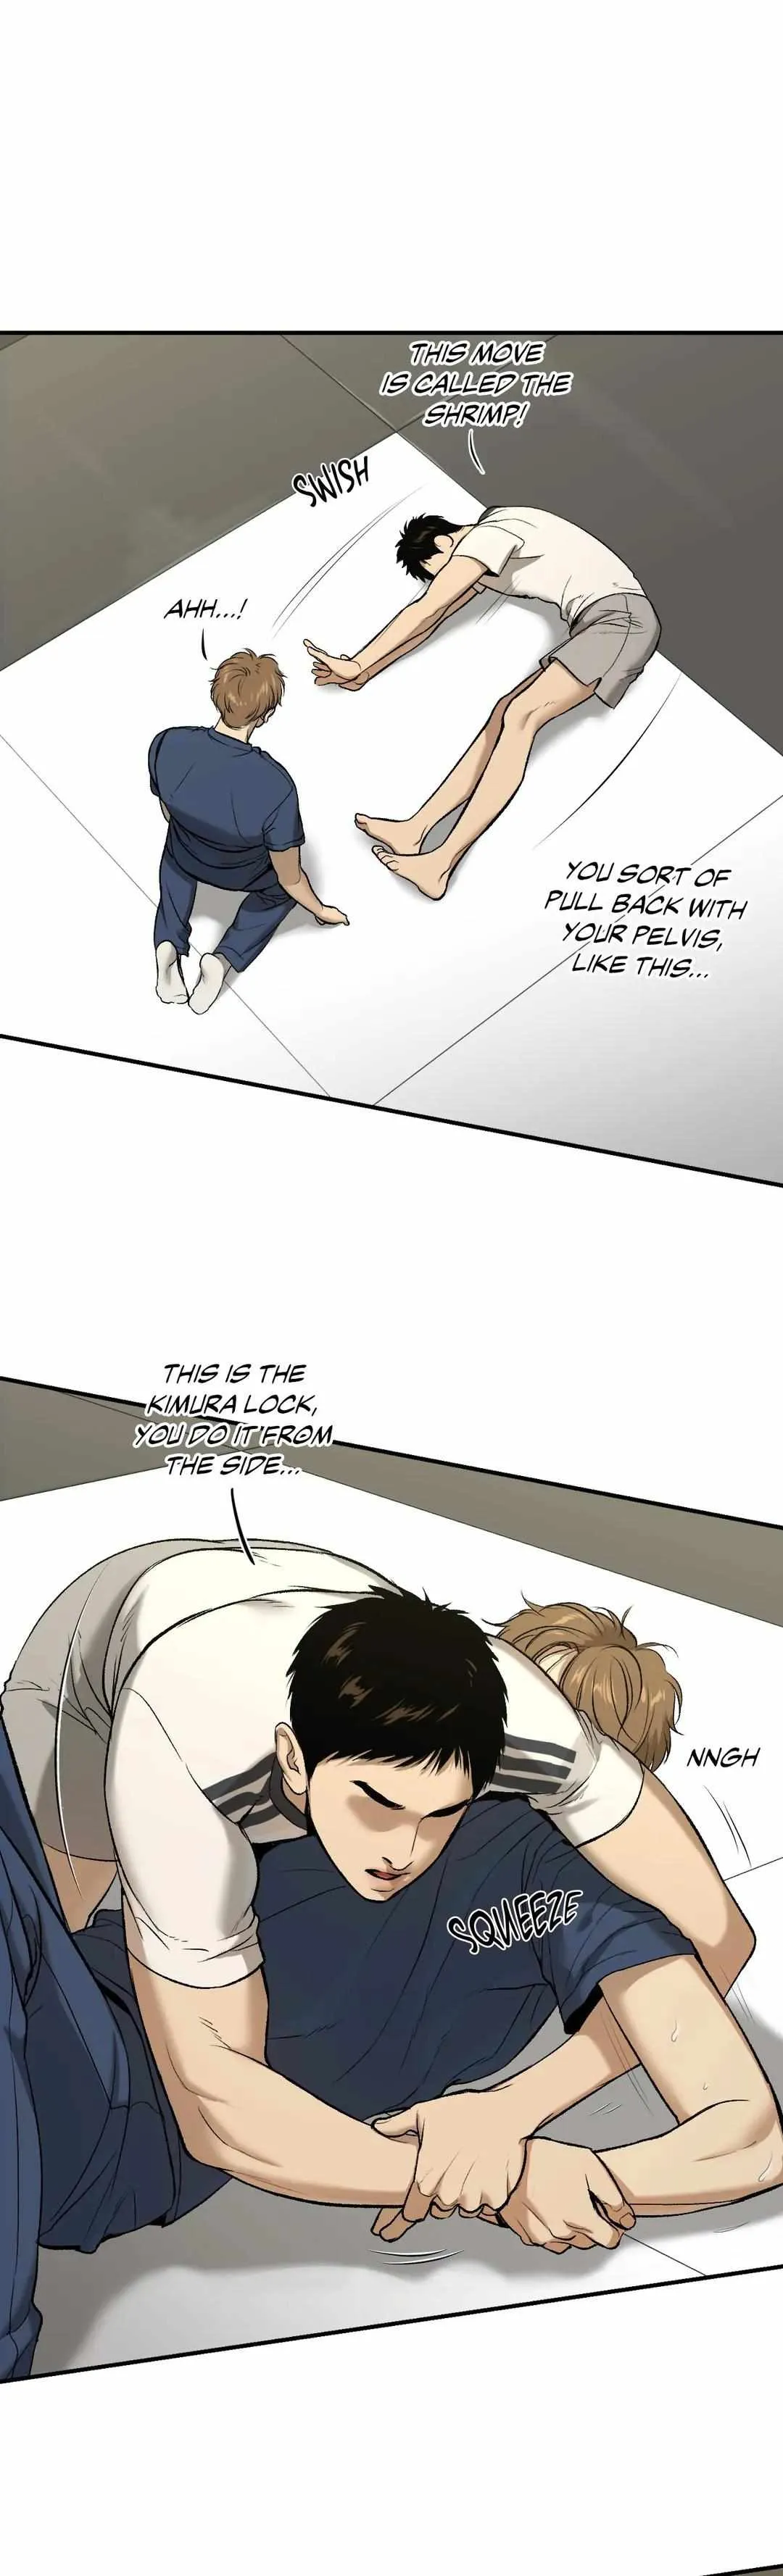 THIS MOVE
IS CALLED THE
SHRIMP!
SWISH
AHH...!
YOU SORT OF
PULL BACK WITH
YOUR PELVIS,
LIKE THIS...
THIS IS THE
KIMURA LOCK,
YOU DO IT FROM
THE SIDE...
NNGH
SQUEEZE